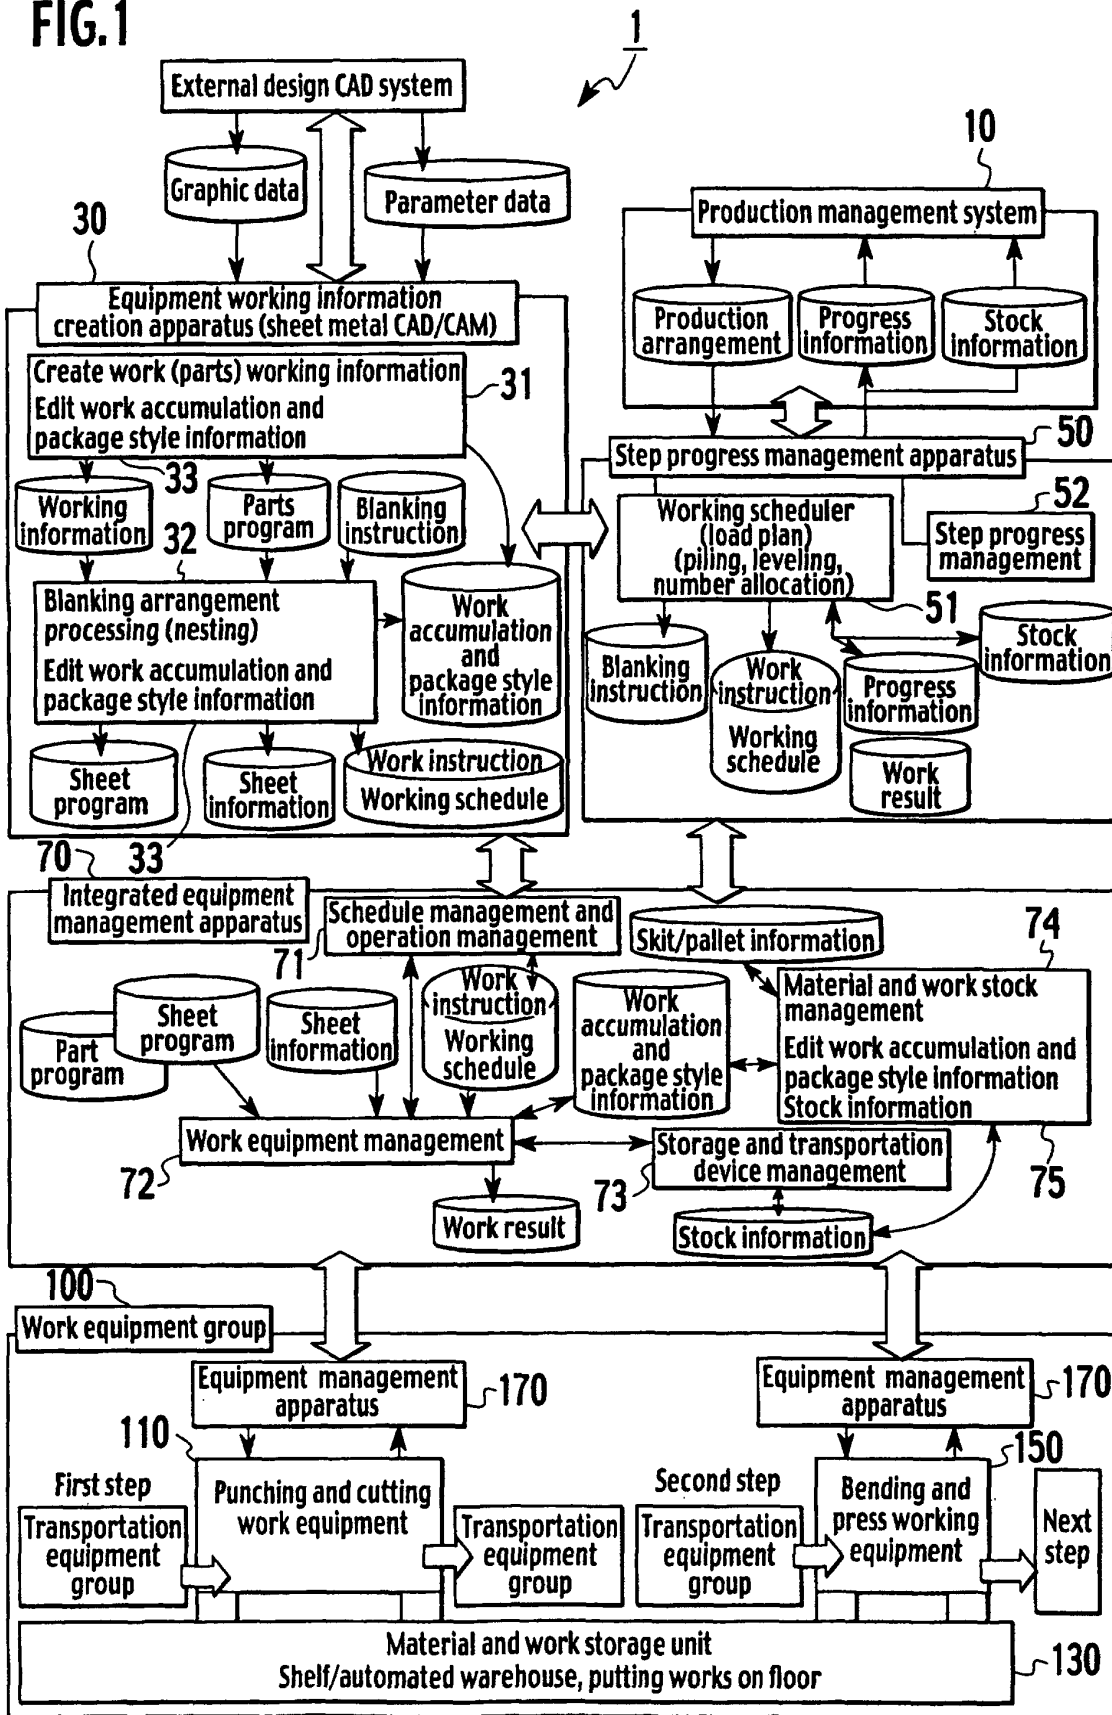 FIG.1
1
External design CAD system
Graphic data
Parameter data
10
Production management system
Production
arrangement
Progress
information
Stock
information
30
Equipment working information
creation apparatus (sheet metal CAD/CAM)
Create work (parts) working information
Edit work accumulation and
package style information
31
33
Working
information
Parts
program
Blanking
instruction
32
Blanking arrangement
processing (nesting)
Edit work accumulation and
package style information
Work
accumulation
and
package style
information
Sheet
program
Sheet
information
Work instruction
Working schedule
33
50
Step progress management apparatus
52
Working scheduler
(load plan)
(piling, leveling,
number allocation)
Step progress
management
51
Blanking
instruction
Work
instruction
Working
schedule
Stock
information
Progress
information
Work
result
70
Integrated equipment
management apparatus
Schedule management and
operation management
71
Skit/pallet information
74
Material and work stock
management
Edit work accumulation and
package style information
Stock information
75
Part
program
Sheet
program
Sheet
information
Work
instruction
Working
schedule
Work
accumulation
and
package style
information
Work equipment management
72
Storage and transportation
device management
73
Work result
Stock information
100
Work equipment group
Equipment management
apparatus
170
Equipment management
apparatus
170
110
150
First step
Transportation
equipment
group
Punching and cutting
work equipment
Transportation
equipment
group
Second step
Transportation
equipment
group
Bending and
press working
equipment
Next
step
Material and work storage unit
Shelf/automated warehouse, putting works on floor
130